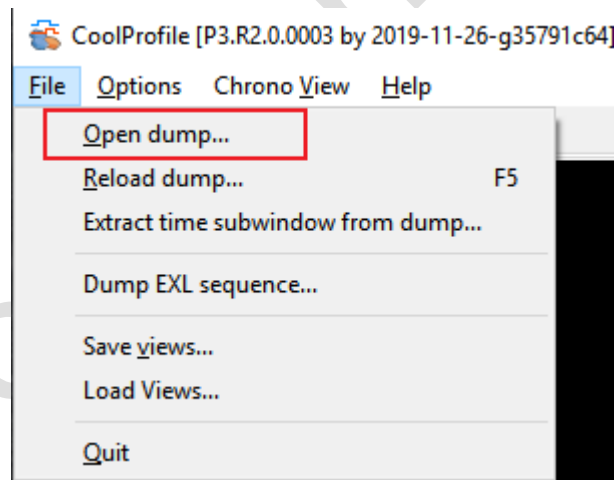 CoolProfile [P3.R2.0.0003 by 2019-11-26-g35791c64]
File Options Chrono View Help
Open dump...
Reload dump... F5
Extract time subwindow from dump...
Dump EXL sequence...
Save views...
Load Views...
Quit